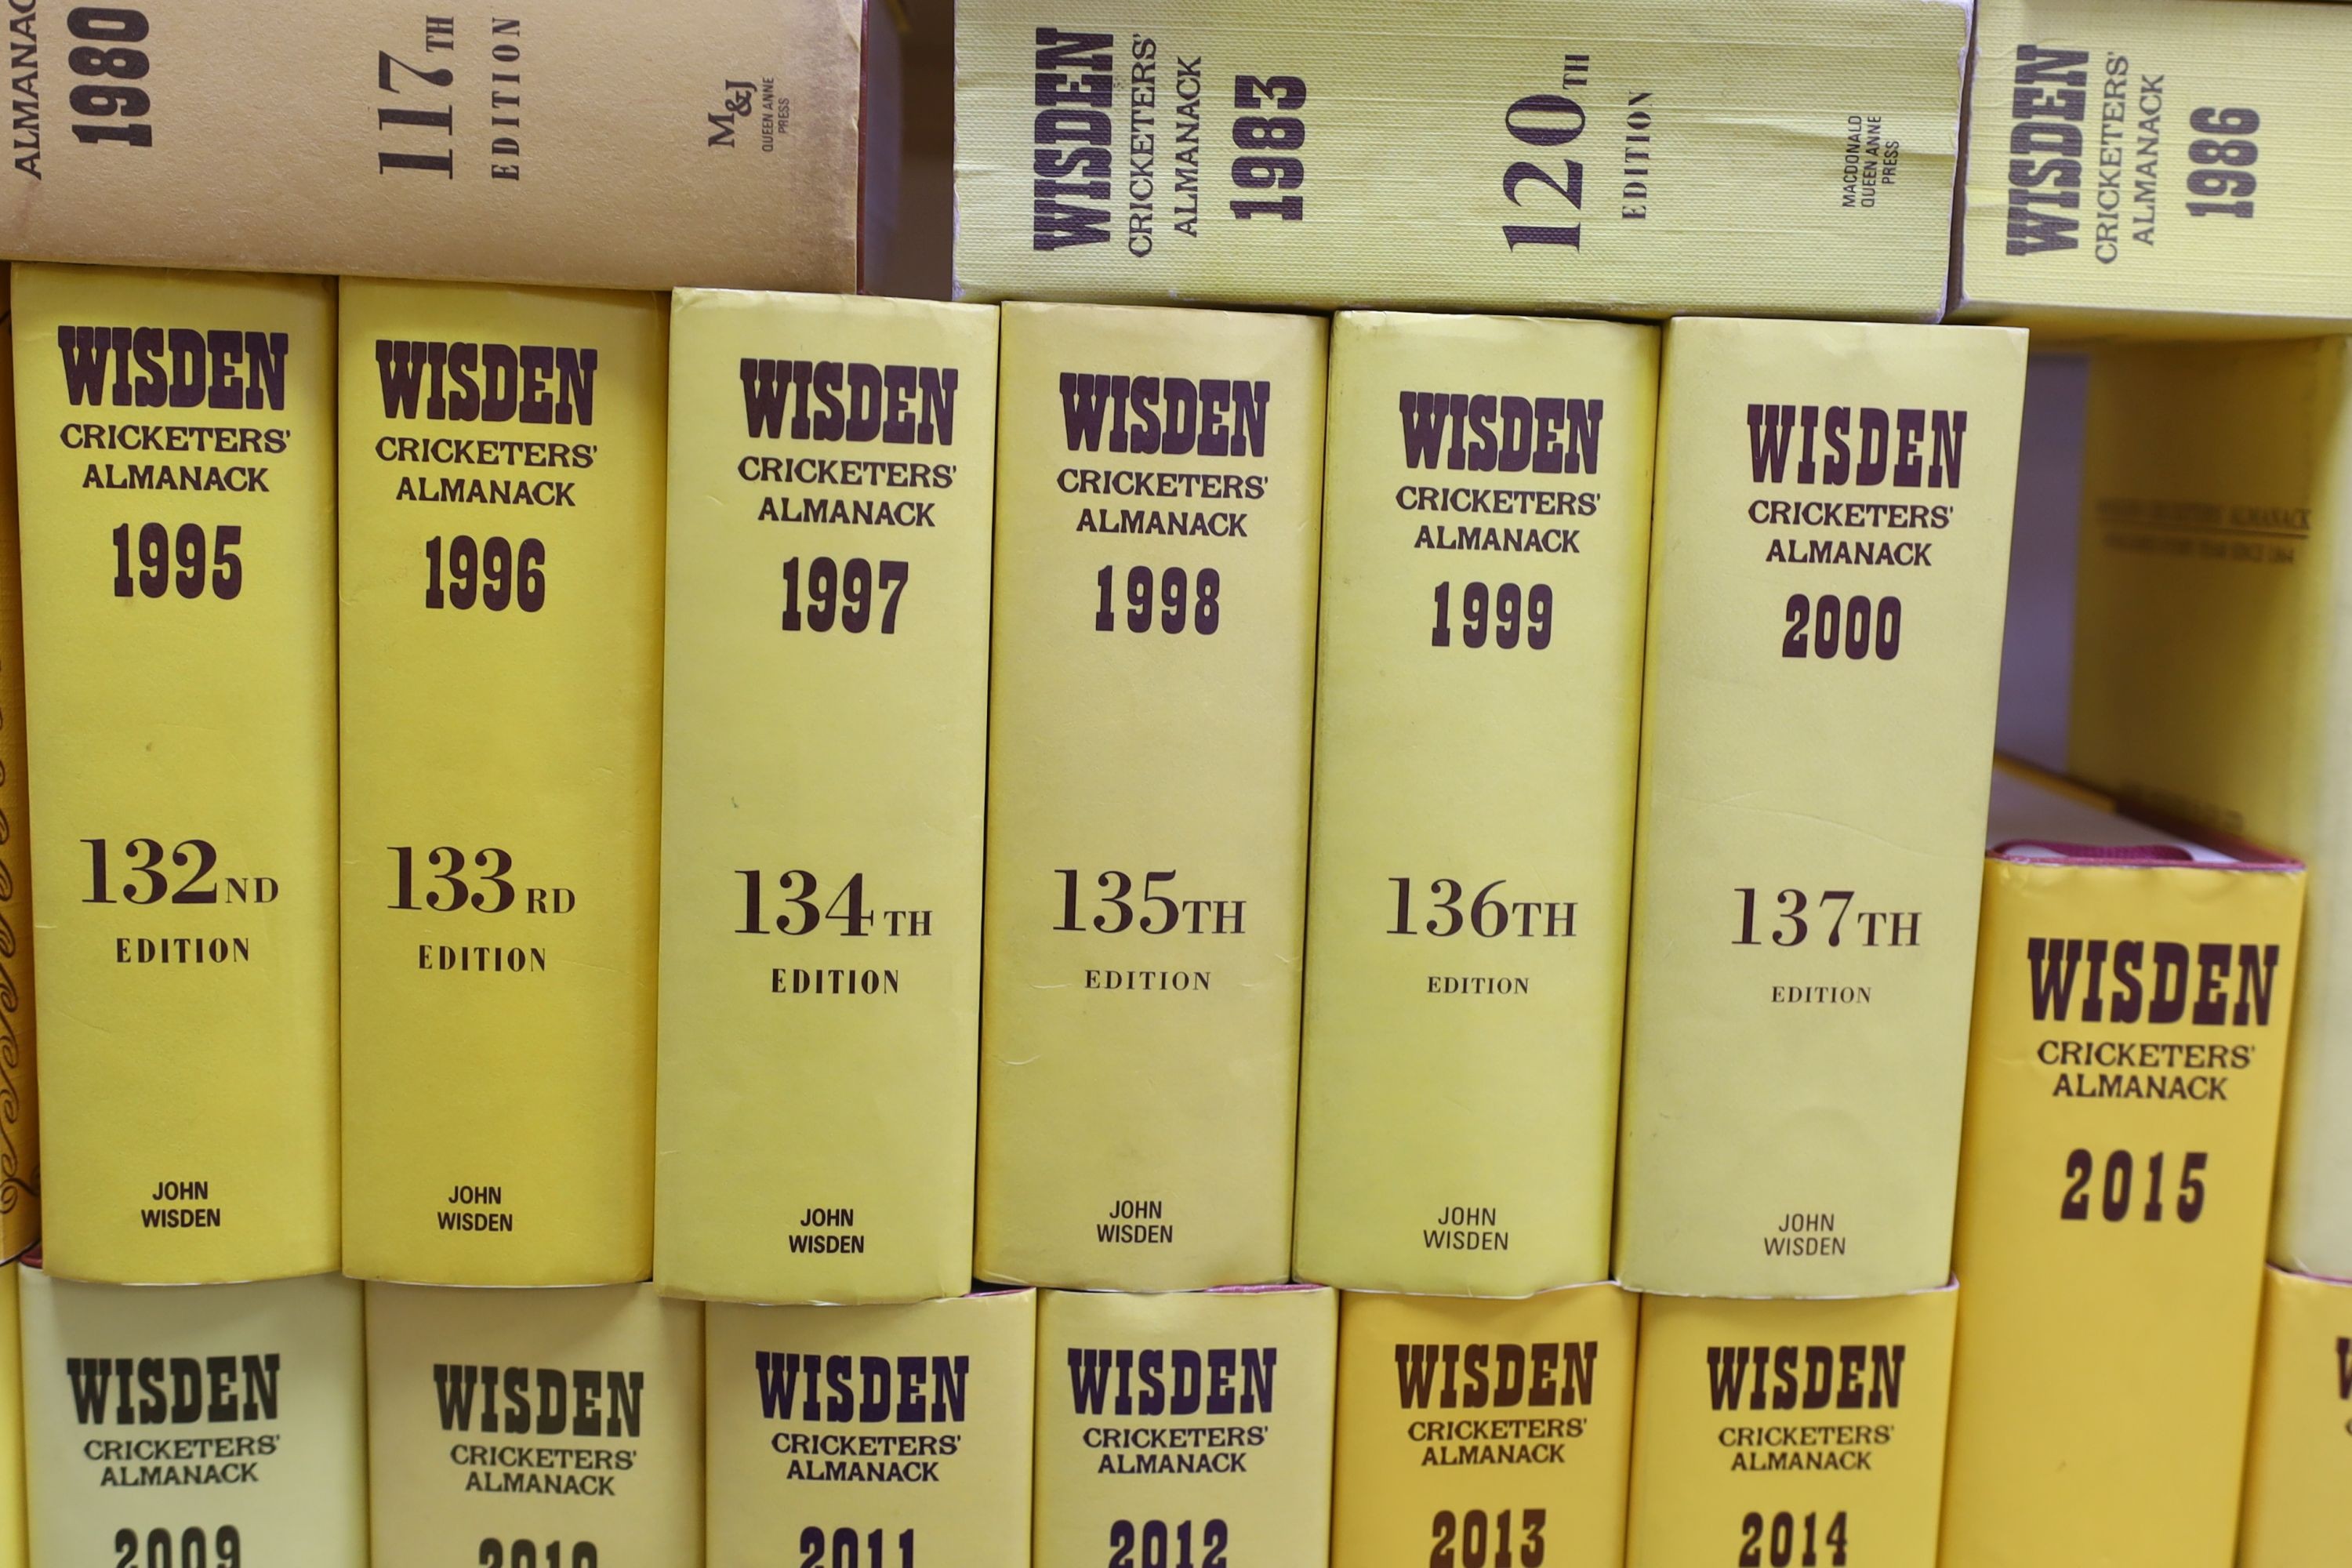 ALMANAC
1980
117TH
EDITION
M&J
QUEEN ANNE
PRESS
WISDEN
CRICKETERS'
ALMANACK
1983
120TH
EDITION
MACDONALD
QUEEN ANNE
PRESS
WISDEN
CRICKETERS'
ALMANACK
1986
WISDEN
CRICKETERS'
ALMANACK
1995
132ND
EDITION
JOHN
WISDEN
WISDEN
CRICKETERS'
ALMANACK
1996
133RD
EDITION
JOHN
WISDEN
WISDEN
CRICKETERS'
ALMANACK
1997
134TH
EDITION
JOHN
WISDEN
WISDEN
CRICKETERS'
ALMANACK
1998
135TH
EDITION
JOHN
WISDEN
WISDEN
CRICKETERS'
ALMANACK
1999
136TH
EDITION
JOHN
WISDEN
WISDEN
CRICKETERS'
ALMANACK
2000
137TH
EDITION
JOHN
WISDEN
WISDEN
CRICKETERS'
ALMANACK
2015
WISDEN
CRICKETERS'
ALMANACK
2009
WISDEN
CRICKETERS'
ALMANACK
2010
WISDEN
CRICKETERS'
ALMANACK
2011
WISDEN
CRICKETERS'
ALMANACK
2012
WISDEN
CRICKETERS'
ALMANACK
2013
WISDEN
CRICKETERS'
ALMANACK
2014